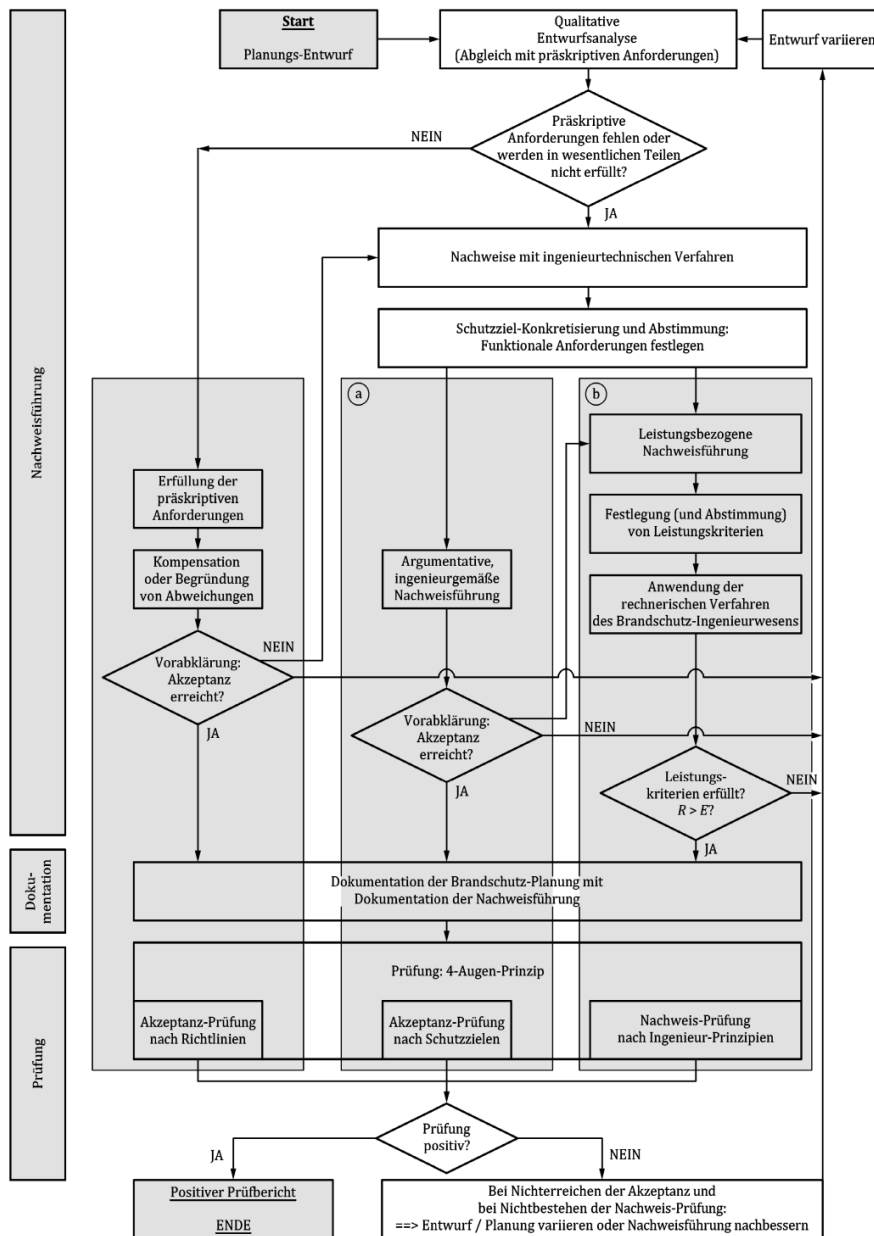 Start
Planungs-Entwurf
Qualitative
Entwurfsanalyse
(Abgleich mit präskriptiven Anforderungen)
Entwurf variieren
Präskriptive
Anforderungen fehlen oder
werden in wesentlichen Teilen
nicht erfüllt?
NEIN
JA
Nachweise mit ingenieurtechnischen Verfahren
Schutzziel-Konkretisierung und Abstimmung:
Funktionale Anforderungen festlegen
Nachweisführung
a
b
Erfüllung der
präskriptiven
Anforderungen
Kompensation
oder Begründung
von Abweichungen
Vorabklärung:
Akzeptanz
erreicht?
NEIN
JA
Argumentative,
ingenieurgemäße
Nachweisführung
Vorabklärung:
Akzeptanz
erreicht?
NEIN
JA
Leistungsbezogene
Nachweisführung
Festlegung (und Abstimmung)
von Leistungskriterien
Anwendung der
rechnerischen Verfahren
des Brandschutz-Ingenieurwesens
Leistungs-
kriterien erfüllt?
R > E?
NEIN
JA
Doku-
mentation
Dokumentation der Brandschutz-Planung mit
Dokumentation der Nachweisführung
Prüfung
Prüfung: 4-Augen-Prinzip
Akzeptanz-Prüfung
nach Richtlinien
Akzeptanz-Prüfung
nach Schutzzielen
Nachweis-Prüfung
nach Ingenieur-Prinzipien
Prüfung
positiv?
JA
NEIN
Positiver Prüfbericht
ENDE
Bei Nichterreichen der Akzeptanz und
bei Nichtbestehen der Nachweis-Prüfung:
==> Entwurf / Planung variieren oder Nachweisführung nachbessern